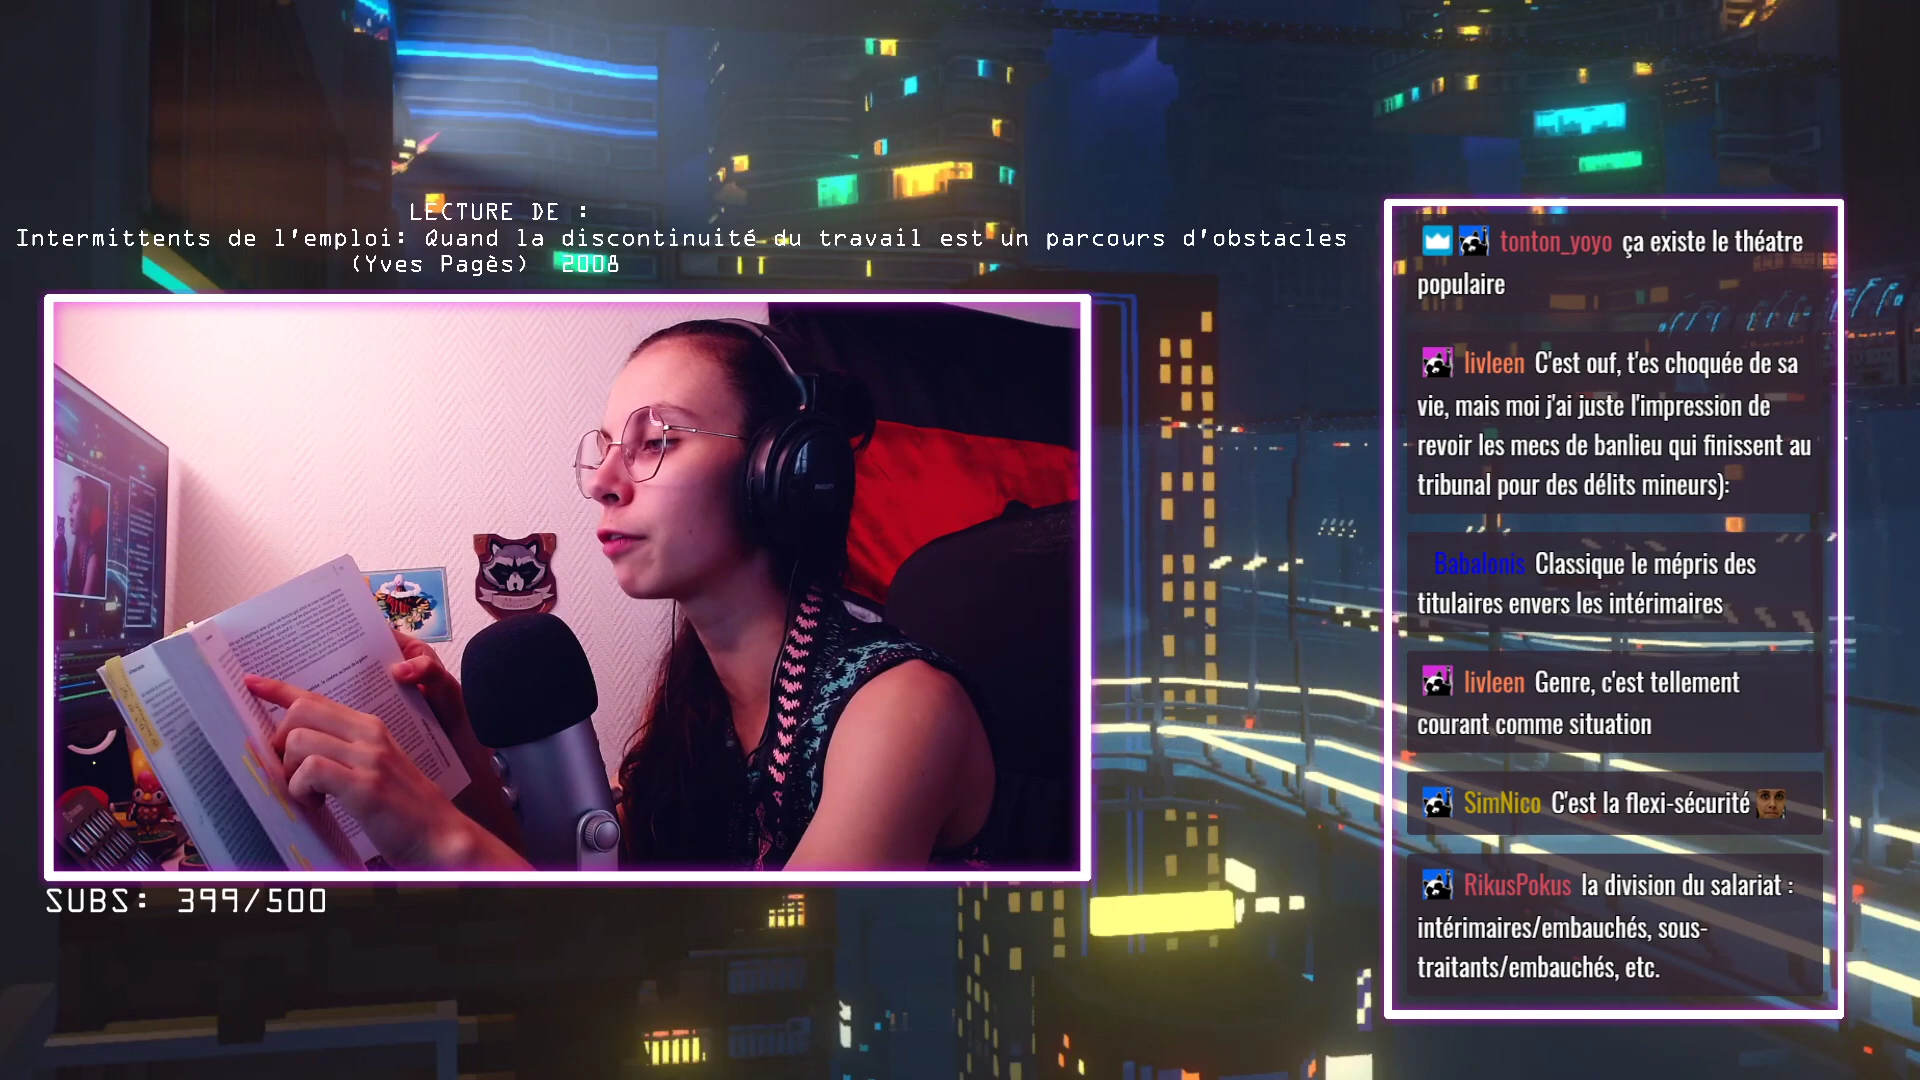 LECTURE DE :
Intermittents de l'emploi: Quand la discontinuité du travail est un parcours d'obstacles
(Yves Pagès) 2008
SUBS: 399/500
tonton_yoyo ça existe le théatre
populaire
livleen C'est ouf, t'es choquée de sa
vie, mais moi j'ai juste l'impression de
revoir les mecs de banlieu qui finissent au
tribunal pour des délits mineurs):
Babalonis Classique le mépris des
titulaires envers les intérimaires
livleen Genre, c'est tellement
courant comme situation
SimNico C'est la flexi-sécurité
RikusPokus la division du salariat :
intérimaires/embauchés, sous-
traitants/embauchés, etc.